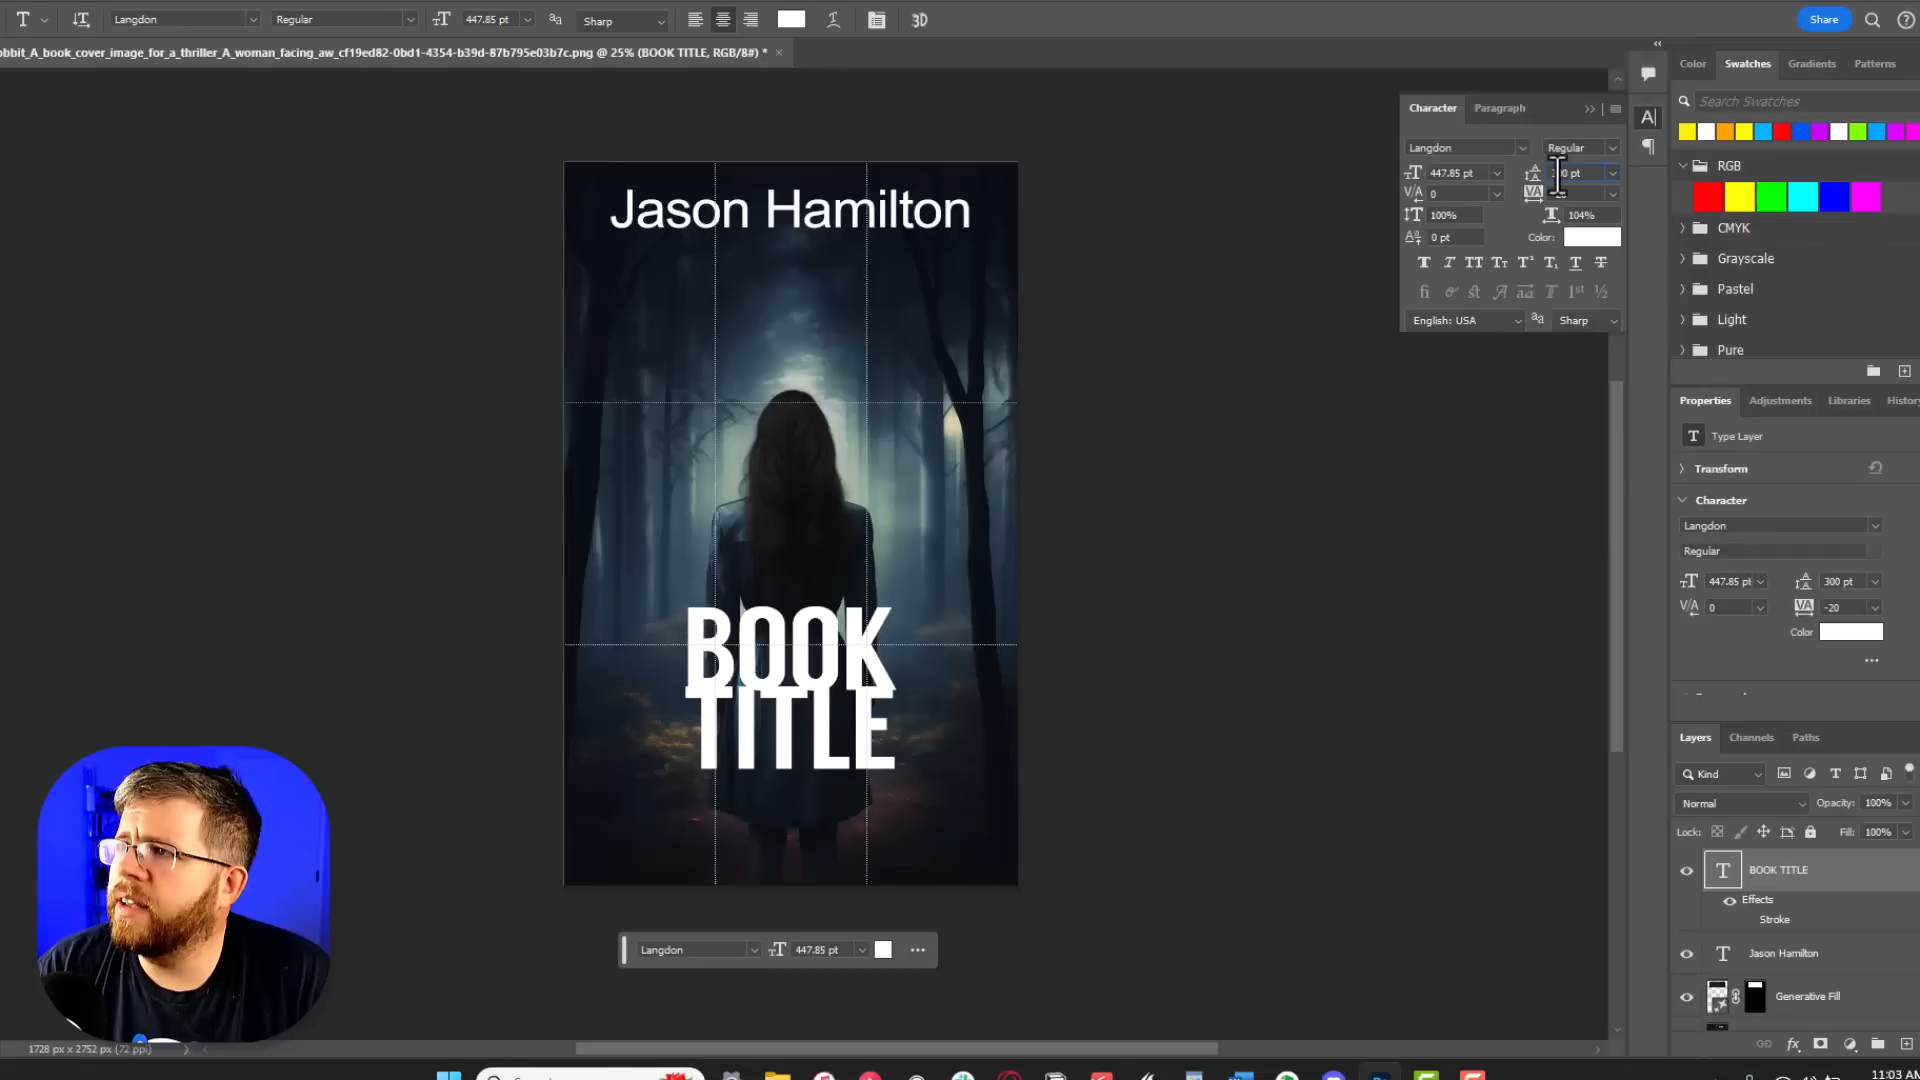 Langdon
Regular
447.85 pt
Sharp
3D
Share
obbit_A_book_cover_image_for_a_thriller_A_woman_facing_aw_cf19ed82-0bd1-4354-b39d-87b795e03b7c.png @ 25% (BOOK TITLE, RGB/8#) *
Color
Swatches
Gradients
Patterns
Search Swatches
Character
Paragraph
Langdon
Regular
447.85 pt
0
100%
104%
0 pt
Color:
English: USA
Sharp
RGB
CMYK
Grayscale
Pastel
Light
Pure
Jason Hamilton
BOOK
TITLE
Properties
Adjustments
Libraries
History
Type Layer
Transform
Character
Langdon
Regular
447.85 pt
300 pt
0
-20
Color
Layers
Channels
Paths
Kind
Normal
Opacity: 100%
Lock:
Fill: 100%
BOOK TITLE
Effects
Stroke
Jason Hamilton
Generative Fill
Langdon
447.85 pt
1728 px x 2752 px (72 ppi)
11:03 AM